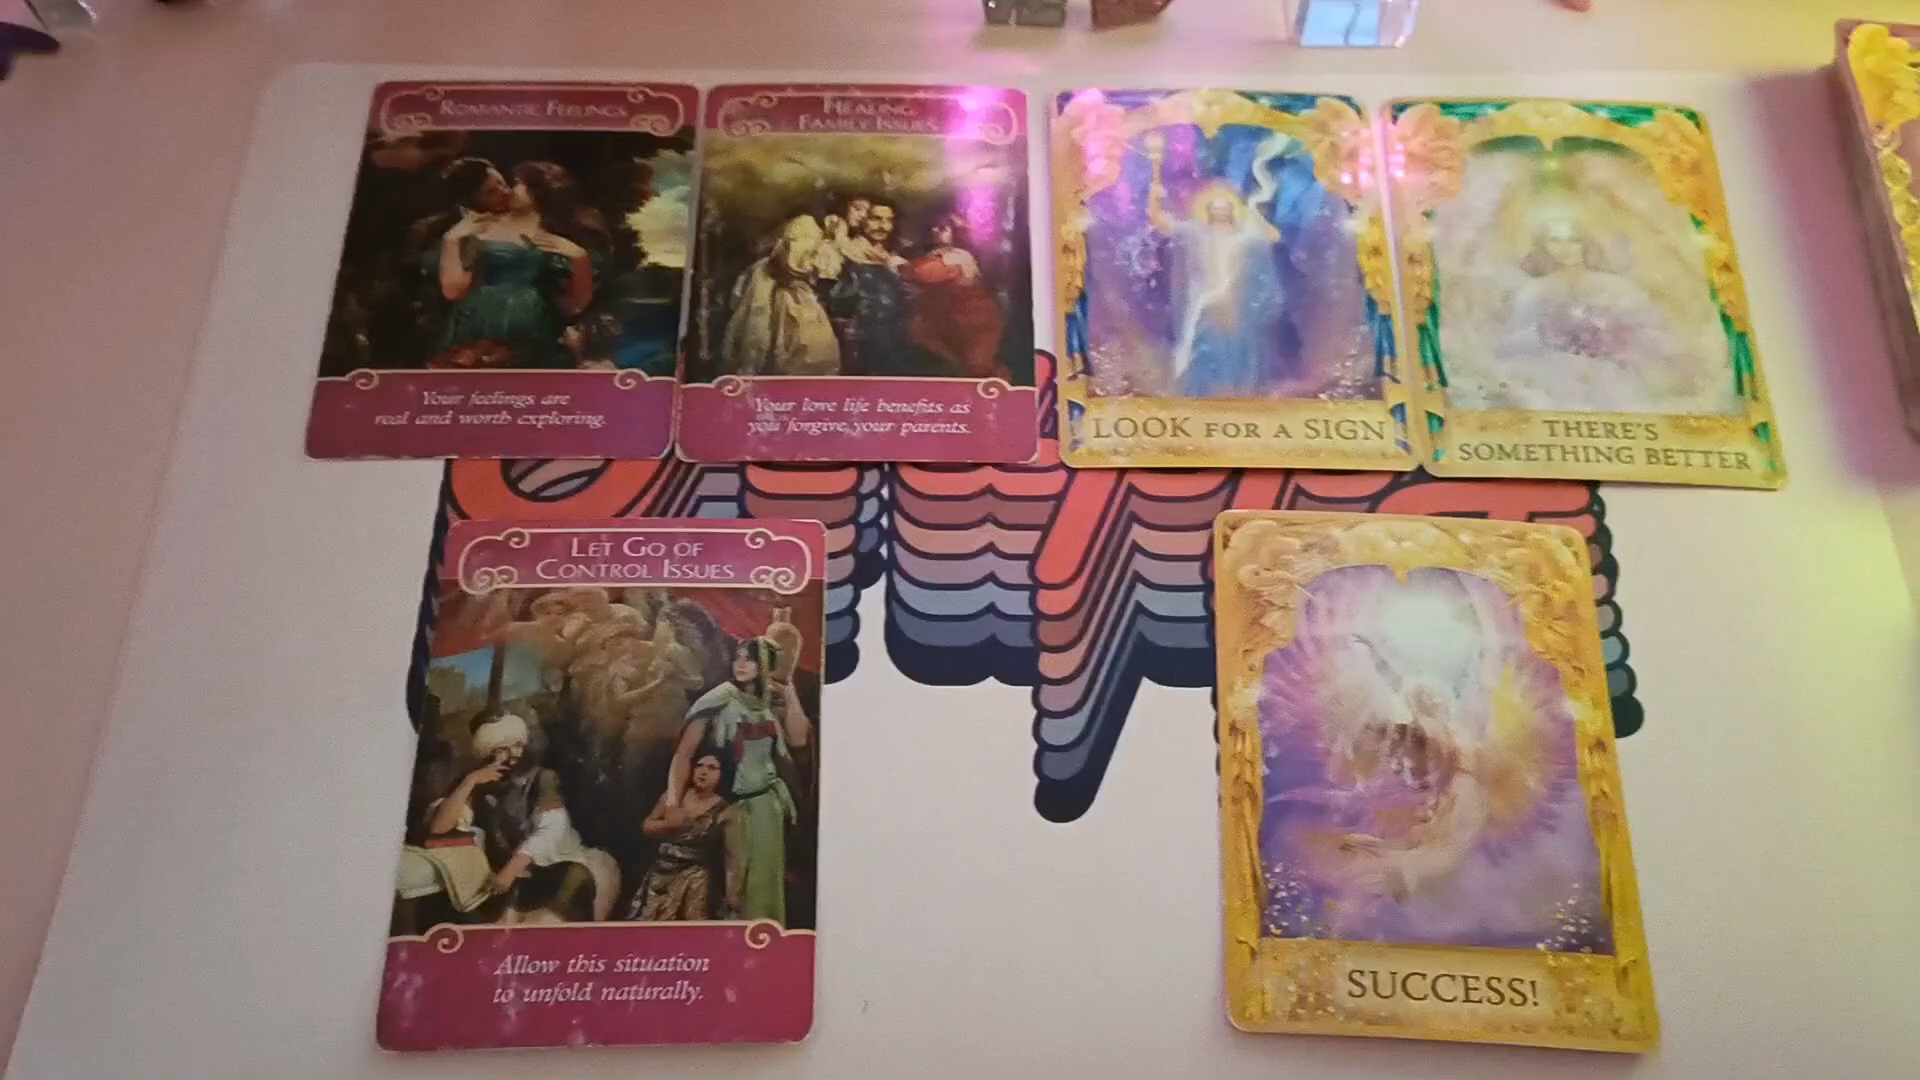 ROMANTIC FEELINGS
Your feelings are
real and worth exploring.
HEALING
FAMILY ISSUES
Your love life benefits as
you forgive your parents.
LOOK FOR A SIGN
THERE'S
SOMETHING BETTER
LET GO OF
CONTROL ISSUES
Allow this situation
to unfold naturally.
SUCCESS!